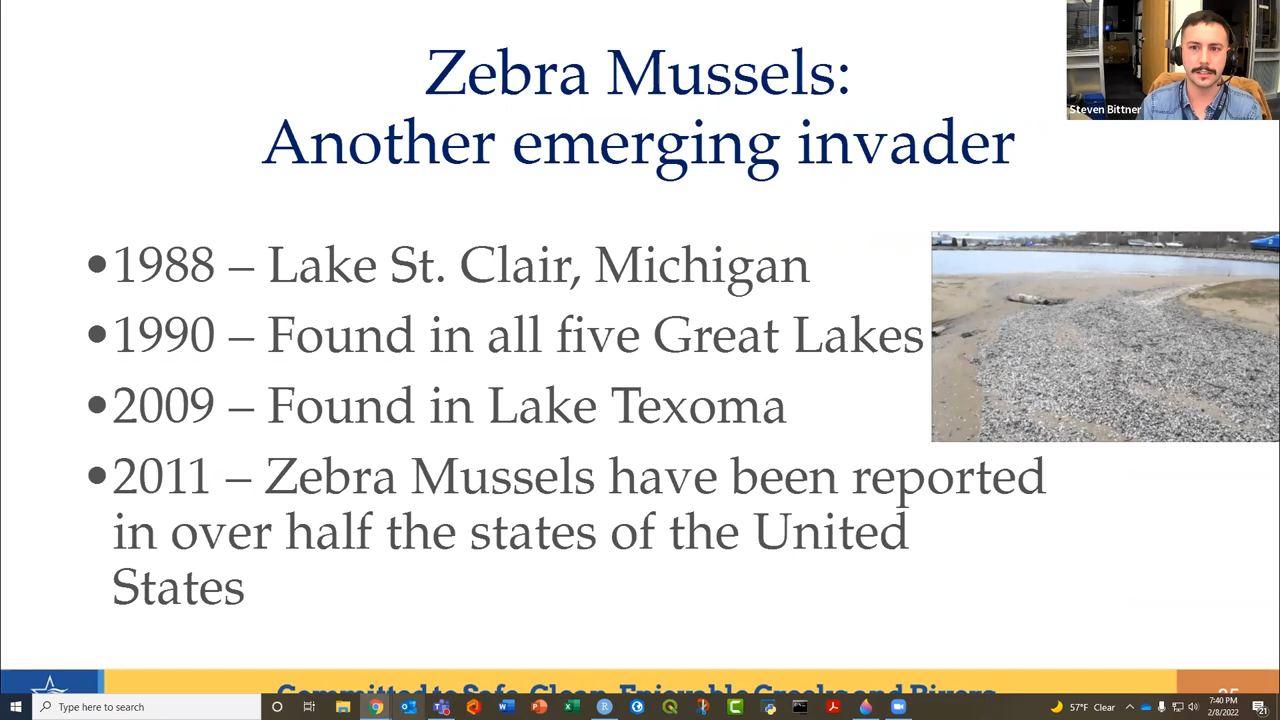 Zebra Mussels:
Another emerging invader
Steven Bittner
•1988 – Lake St. Clair, Michigan
•1990 – Found in all five Great Lakes
•2009 – Found in Lake Texoma
•2011 – Zebra Mussels have been reported
in over half the states of the United
States
Committed to Safe, Clean, Enjoyable Creeks and Rivers
Type here to search
57°F Clear
7:40 PM
2/8/2022